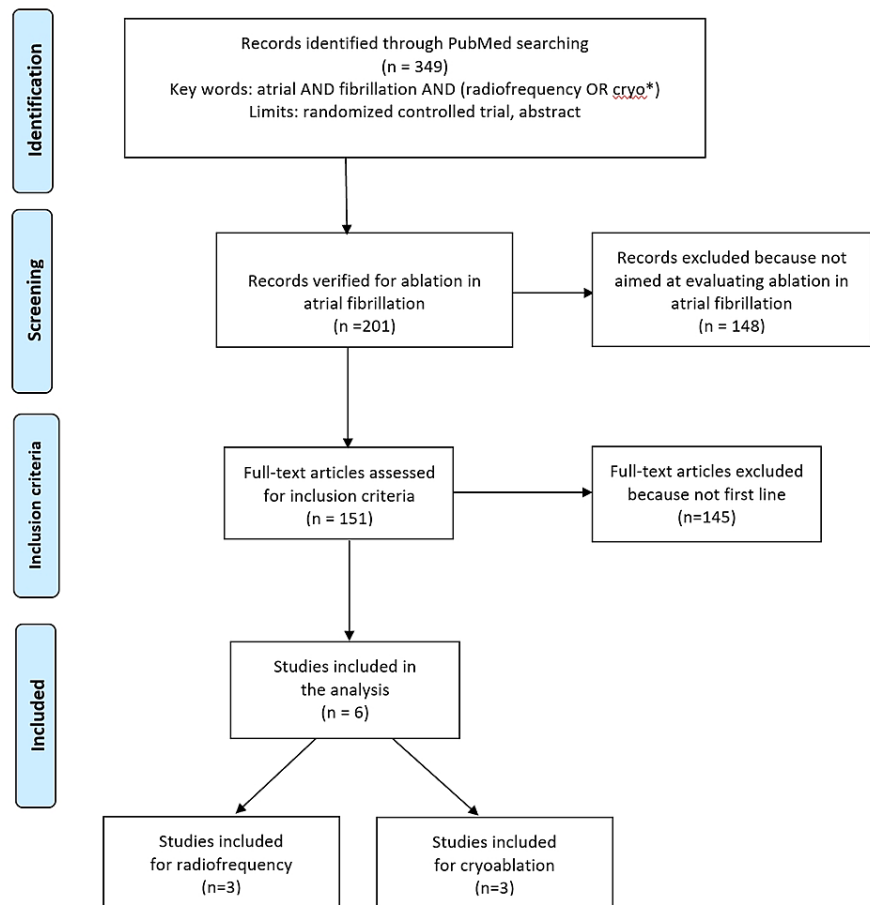 Identification
Records identified through PubMed searching
(n = 349)
Key words: atrial AND fibrillation AND (radiofrequency OR cryo*)
Limits: randomized controlled trial, abstract
Screening
Records verified for ablation in
atrial fibrillation
(n =201)
Records excluded because not
aimed at evaluating ablation in
atrial fibrillation
(n = 148)
Inclusion criteria
Full-text articles assessed
for inclusion criteria
(n = 151)
Full-text articles excluded
because not first line
(n=145)
Included
Studies included in
the analysis
(n = 6)
Studies included
for radiofrequency
(n=3)
Studies included
for cryoablation
(n=3)